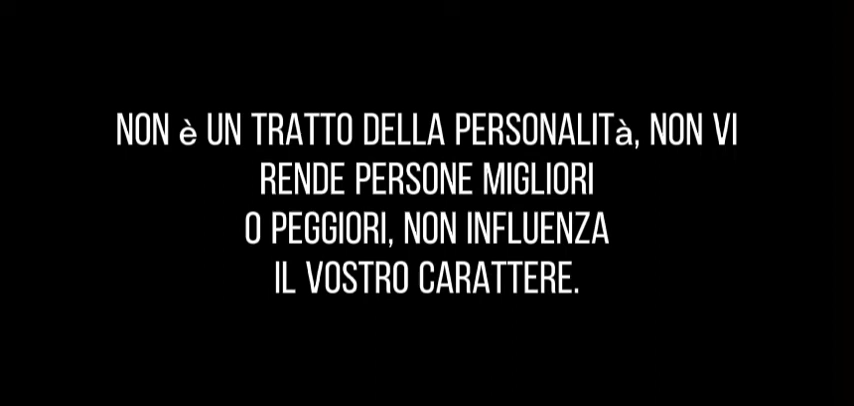 NON è UN TRATTO DELLA PERSONALITà, NON VI
RENDE PERSONE MIGLIORI
O PEGGIORI, NON INFLUENZA
IL VOSTRO CARATTERE.